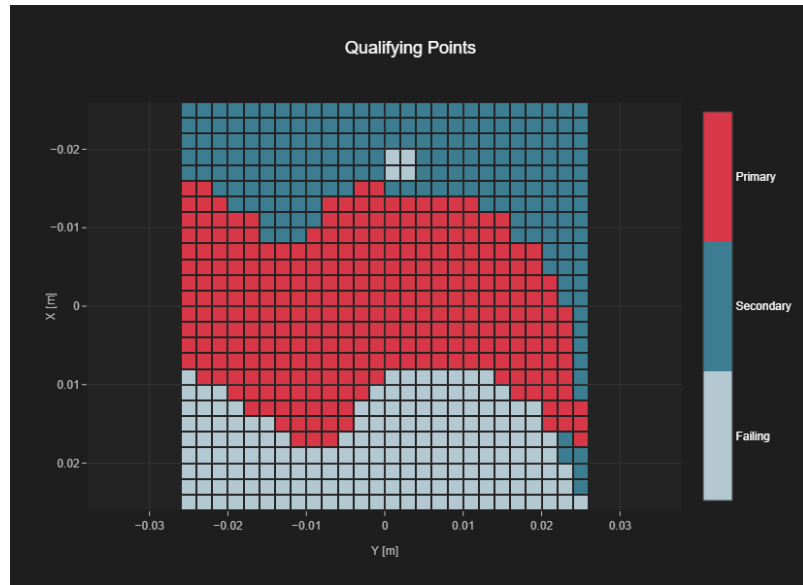 Qualifying Points
−0.02
−0.01
0
0.01
0.02
X [m]
−0.03
−0.02
−0.01
0
0.01
0.02
0.03
Y [m]
Primary
Secondary
Failing